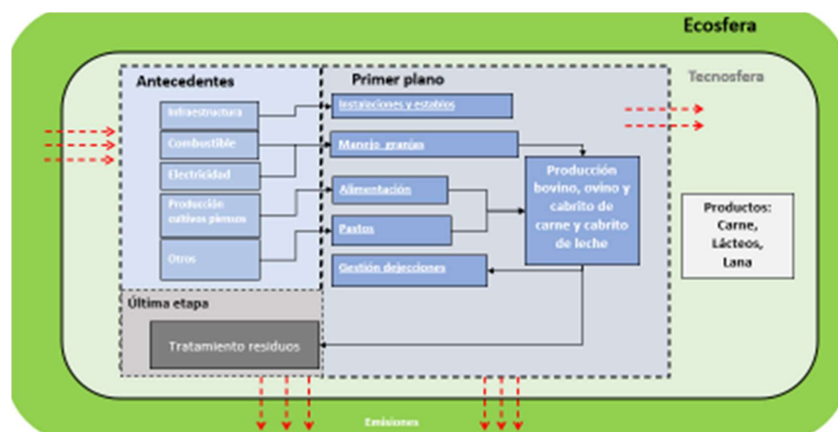 Ecosfera
Tecnosfera
Antecedentes
Infraestructura
Combustible
Electricidad
Producción
cultivos piensos
Otros
Primer plano
Instalaciones y establos
Manejo granjas
Alimentación
Pastos
Gestión dejecciones
Producción
bovino, ovino y
cabrito de
carne y cabrito
de leche
Productos:
Carne,
Lácteos,
Lana
Última etapa
Tratamiento residuos
Emisiones